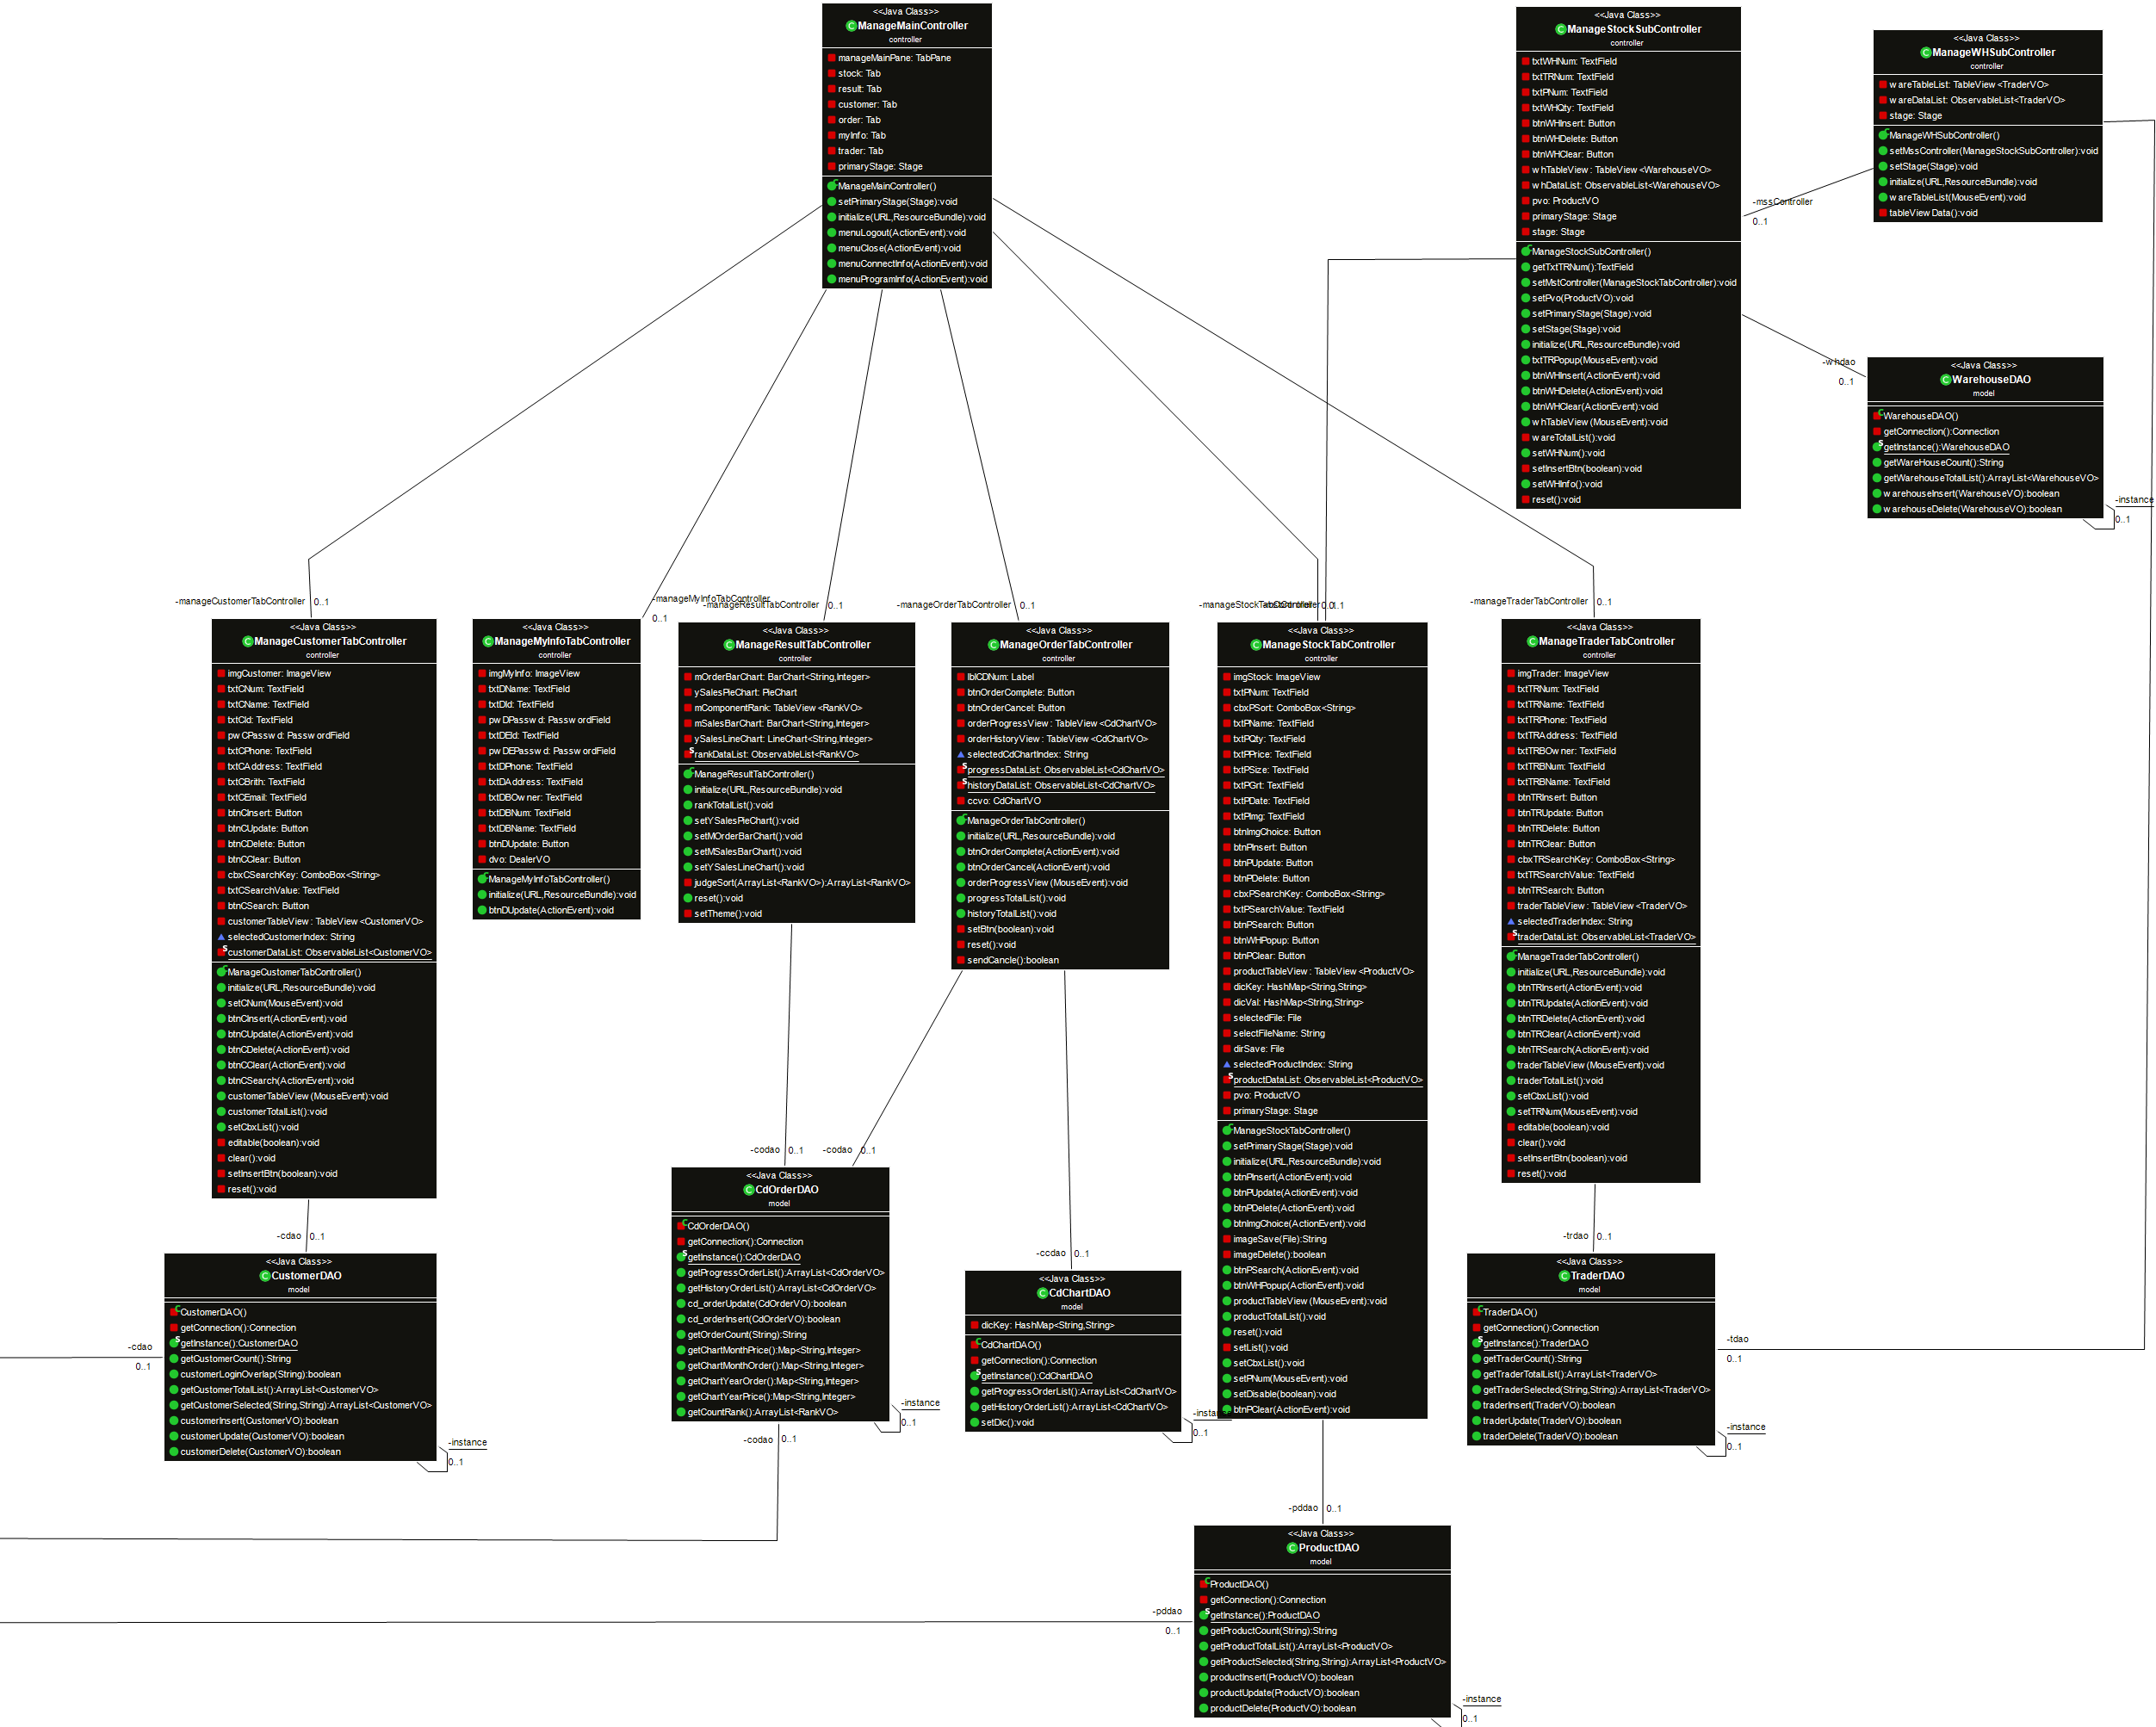 <<Java Class>>
ManageMainController
controller
manageMainPane: TabPane
stock: Tab
result: Tab
customer: Tab
order: Tab
myInfo: Tab
trader: Tab
primaryStage: Stage
ManageMainController()
setPrimaryStage(Stage):void
initialize(URL,ResourceBundle):void
menuLogout(ActionEvent):void
menuClose(ActionEvent):void
menuConnectInfo(ActionEvent):void
menuProgramInfo(ActionEvent):void
<<Java Class>>
ManageStockSubController
controller
txtWHNum: TextField
txtTRNum: TextField
txtPNum: TextField
txtWHQty: TextField
btnWHInsert: Button
btnWHDelete: Button
btnWHClear: Button
whTableView: TableView<WarehouseVO>
whDataList: ObservableList<WarehouseVO>
pvo: ProductVO
primaryStage: Stage
stage: Stage
ManageStockSubController()
getTxtTRNum():TextField
setMstController(ManageStockTabController):void
setPvo(ProductVO):void
setPrimaryStage(Stage):void
setStage(Stage):void
initialize(URL,ResourceBundle):void
txtTRPopup(MouseEvent):void
btnWHInsert(ActionEvent):void
btnWHDelete(ActionEvent):void
btnWHClear(ActionEvent):void
whTableView(MouseEvent):void
wareTotalList():void
setWHNum():void
setInsertBtn(boolean):void
setWHInfo():void
reset():void
<<Java Class>>
ManageWHSubController
controller
wareTableList: TableView<TraderVO>
wareDataList: ObservableList<TraderVO>
stage: Stage
ManageWHSubController()
setMssController(ManageStockSubController):void
setStage(Stage):void
initialize(URL,ResourceBundle):void
wareTableList(MouseEvent):void
tableViewData():void
-mssController
0..1
-whdao
0..1
<<Java Class>>
WarehouseDAO
model
WarehouseDAO()
getConnection():Connection
getInstance():WarehouseDAO
getWareHouseCount():String
getWarehouseTotalList():ArrayList<WarehouseVO>
warehouseInsert(WarehouseVO):boolean
warehouseDelete(WarehouseVO):boolean
-instance
0..1
-manageCustomerTabController 0..1
-manageMyInfoTabController
0..1
-manageResultTabController 0..1
-manageOrderTabController 0..1
-manageStockTabController
-manageTraderTabController 0..1
<<Java Class>>
ManageCustomerTabController
controller
imgCustomer: ImageView
txtCNum: TextField
txtCName: TextField
txtCId: TextField
pwCPasswd: PasswordField
txtCPhone: TextField
txtCAddress: TextField
txtCBrith: TextField
txtCEmail: TextField
btnCInsert: Button
btnCUpdate: Button
btnCDelete: Button
btnCClear: Button
cbxCSearchKey: ComboBox<String>
txtCSearchValue: TextField
btnCSearch: Button
customerTableView: TableView<CustomerVO>
selectedCustomerIndex: String
customerDataList: ObservableList<CustomerVO>
ManageCustomerTabController()
initialize(URL,ResourceBundle):void
setCNum(MouseEvent):void
btnCInsert(ActionEvent):void
btnCUpdate(ActionEvent):void
btnCDelete(ActionEvent):void
btnCClear(ActionEvent):void
btnCSearch(ActionEvent):void
customerTableView(MouseEvent):void
customerTotalList():void
setCbxList():void
editable(boolean):void
clear():void
setInsertBtn(boolean):void
reset():void
<<Java Class>>
ManageMyInfoTabController
controller
imgMyInfo: ImageView
txtDName: TextField
txtDId: TextField
pwDPasswd: PasswordField
txtDEId: TextField
pwDEPasswd: PasswordField
txtDPhone: TextField
txtDAddress: TextField
txtDBOwner: TextField
txtDBNum: TextField
txtDBName: TextField
btnDUpdate: Button
dvo: DealerVO
ManageMyInfoTabController()
initialize(URL,ResourceBundle):void
btnDUpdate(ActionEvent):void
<<Java Class>>
ManageResultTabController
controller
mOrderBarChart: BarChart<String,Integer>
ySalesPieChart: PieChart
mComponentRank: TableView<RankVO>
mSalesBarChart: BarChart<String,Integer>
ySalesLineChart: LineChart<String,Integer>
rankDataList: ObservableList<RankVO>
ManageResultTabController()
initialize(URL,ResourceBundle):void
rankTotalList():void
setYSalesPieChart():void
setMOrderBarChart():void
setMSalesBarChart():void
setYSalesLineChart():void
judgeSort(ArrayList<RankVO>):ArrayList<RankVO>
reset():void
setTheme():void
<<Java Class>>
ManageOrderTabController
controller
lblCDNum: Label
btnOrderComplete: Button
btnOrderCancel: Button
orderProgressView: TableView<CdChartVO>
orderHistoryView: TableView<CdChartVO>
selectedCdChartIndex: String
progressDataList: ObservableList<CdChartVO>
historyDataList: ObservableList<CdChartVO>
ccvo: CdChartVO
ManageOrderTabController()
initialize(URL,ResourceBundle):void
btnOrderComplete(ActionEvent):void
btnOrderCancel(ActionEvent):void
orderProgressView(MouseEvent):void
progressTotalList():void
historyTotalList():void
setBtn(boolean):void
reset():void
sendCancle():boolean
<<Java Class>>
ManageStockTabController
controller
imgStock: ImageView
txtPNum: TextField
cbxPSort: ComboBox<String>
txtPName: TextField
txtPQty: TextField
txtPPrice: TextField
txtPSize: TextField
txtPGrt: TextField
txtPDate: TextField
txtPImg: TextField
btnImgChoice: Button
btnPInsert: Button
btnPUpdate: Button
btnPDelete: Button
cbxPSearchKey: ComboBox<String>
txtPSearchValue: TextField
btnPSearch: Button
btnWHPopup: Button
btnPClear: Button
productTableView: TableView<ProductVO>
dicKey: HashMap<String,String>
dicVal: HashMap<String,String>
selectedFile: File
selectFileName: String
dirSave: File
selectedProductIndex: String
productDataList: ObservableList<ProductVO>
pvo: ProductVO
primaryStage: Stage
ManageStockTabController()
setPrimaryStage(Stage):void
initialize(URL,ResourceBundle):void
btnPInsert(ActionEvent):void
btnPUpdate(ActionEvent):void
btnPDelete(ActionEvent):void
btnImgChoice(ActionEvent):void
imageSave(File):String
imageDelete():boolean
btnPSearch(ActionEvent):void
btnWHPopup(ActionEvent):void
productTableView(MouseEvent):void
productTotalList():void
reset():void
setList():void
setCbxList():void
setPNum(MouseEvent):void
setDisable(boolean):void
btnPClear(ActionEvent):void
<<Java Class>>
ManageTraderTabController
controller
imgTrader: ImageView
txtTRNum: TextField
txtTRName: TextField
txtTRPhone: TextField
txtTRAddress: TextField
txtTRBOwner: TextField
txtTRBNum: TextField
txtTRBName: TextField
btnTRInsert: Button
btnTRUpdate: Button
btnTRDelete: Button
btnTRClear: Button
cbxTRSearchKey: ComboBox<String>
txtTRSearchValue: TextField
btnTRSearch: Button
traderTableView: TableView<TraderVO>
selectedTraderIndex: String
traderDataList: ObservableList<TraderVO>
ManageTraderTabController()
initialize(URL,ResourceBundle):void
btnTRInsert(ActionEvent):void
btnTRUpdate(ActionEvent):void
btnTRDelete(ActionEvent):void
btnTRClear(ActionEvent):void
btnTRSearch(ActionEvent):void
traderTableView(MouseEvent):void
traderTotalList():void
setCbxList():void
setTRNum(MouseEvent):void
editable(boolean):void
clear():void
setInsertBtn(boolean):void
reset():void
-cdao 0..1
-codao 0..1
-codao 0..1
-ccdao 0..1
-trdao 0..1
<<Java Class>>
CustomerDAO
model
CustomerDAO()
getConnection():Connection
getInstance():CustomerDAO
getCustomerCount():String
customerLoginOverlap(String):boolean
getCustomerTotalList():ArrayList<CustomerVO>
getCustomerSelected(String,String):ArrayList<CustomerVO>
customerInsert(CustomerVO):boolean
customerUpdate(CustomerVO):boolean
customerDelete(CustomerVO):boolean
-cdao
0..1
-instance
0..1
<<Java Class>>
CdOrderDAO
model
CdOrderDAO()
getConnection():Connection
getInstance():CdOrderDAO
getProgressOrderList():ArrayList<CdOrderVO>
getHistoryOrderList():ArrayList<CdOrderVO>
cd_orderUpdate(CdOrderVO):boolean
cd_orderInsert(CdOrderVO):boolean
getOrderCount(String):String
getChartMonthPrice():Map<String,Integer>
getChartMonthOrder():Map<String,Integer>
getChartYearOrder():Map<String,Integer>
getChartYearPrice():Map<String,Integer>
getCountRank():ArrayList<RankVO>
-instance
0..1
-codao 0..1
<<Java Class>>
CdChartDAO
model
dicKey: HashMap<String,String>
CdChartDAO()
getConnection():Connection
getInstance():CdChartDAO
getProgressOrderList():ArrayList<CdChartVO>
getHistoryOrderList():ArrayList<CdChartVO>
setDic():void
0..1
<<Java Class>>
TraderDAO
model
TraderDAO()
getConnection():Connection
getInstance():TraderDAO
getTraderCount():String
getTraderTotalList():ArrayList<TraderVO>
getTraderSelected(String,String):ArrayList<TraderVO>
traderInsert(TraderVO):boolean
traderUpdate(TraderVO):boolean
traderDelete(TraderVO):boolean
-tdao
0..1
-instance
0..1
-pddao 0..1
<<Java Class>>
ProductDAO
model
ProductDAO()
getConnection():Connection
getInstance():ProductDAO
getProductCount(String):String
getProductTotalList():ArrayList<ProductVO>
getProductSelected(String,String):ArrayList<ProductVO>
productInsert(ProductVO):boolean
productUpdate(ProductVO):boolean
productDelete(ProductVO):boolean
-pddao
0..1
-instance
0..1